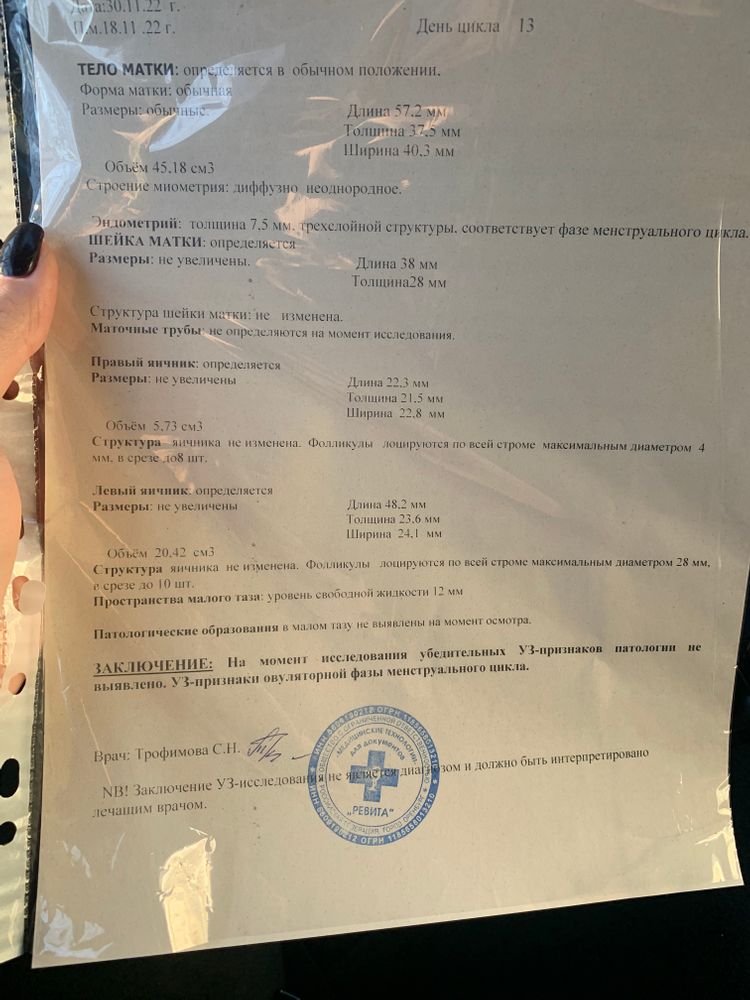 Дата:30.11.22 г.
П.м.18.11 .22 г. День цикла 13
ТЕЛО МАТКИ: определяется в обычном положении.
Форма матки: обычная
Размеры: обычные. Длина 57,2 мм
Толщина 37,5 мм
Ширина 40,3 мм
Объём 45,18 см3
Строение миометрия: диффузно неоднородное.
Эндометрий: толщина 7,5 мм, трехслойной структуры, соответствует фазе менструального цикла.
ШЕЙКА МАТКИ: определяется
Размеры: не увеличены. Длина 38 мм
Толщина28 мм
Структура шейки матки: не изменена.
Маточные трубы: не определяются на момент исследования.
Правый яичник: определяется
Размеры: не увеличены Длина 22,3 мм
Толщина 21,5 мм
Ширина 22,8 мм
Объём 5,73 см3
Структура яичника не изменена. Фолликулы лоцируются по всей строме максимальным диаметром 4
мм, в срезе до8 шт.
Левый яичник: определяется
Размеры: не увеличены Длина 48,2 мм
Толщина 23,6 мм
Ширина 24,1 мм
Объём 20,42 см3
Структура яичника не изменена. Фолликулы лоцируются по всей строме максимальным диаметром 28 мм,
в срезе до 10 шт.
Пространства малого таза: уровень свободной жидкости 12 мм
Патологические образования в малом тазу не выявлены на момент осмотра.
ЗАКЛЮЧЕНИЕ: На момент исследования убедительных УЗ-признаков патологии не
выявлено. УЗ-признаки овуляторной фазы менструального цикла.
Врач: Трофимова С.Н.
NB! Заключение УЗ-исследования не является диагнозом и должно быть интерпретировано
лечащим врачом.
МЕДИЦИНСКИЕ ТЕХНОЛОГИИ
для документов
"РЕВИТА"